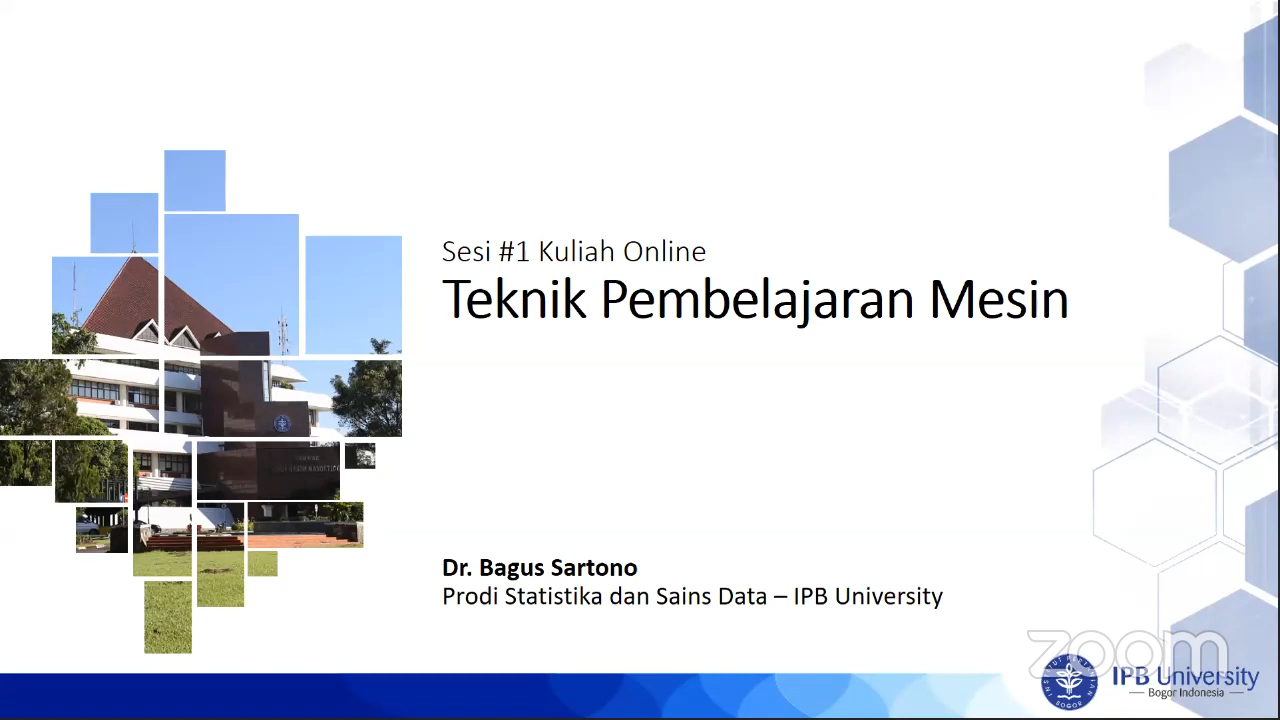 Sesi #1 Kuliah Online
Teknik Pembelajaran Mesin
Dr. Bagus Sartono
Prodi Statistika dan Sains Data – IPB University
zoom
IPB University
Bogor Indonesia